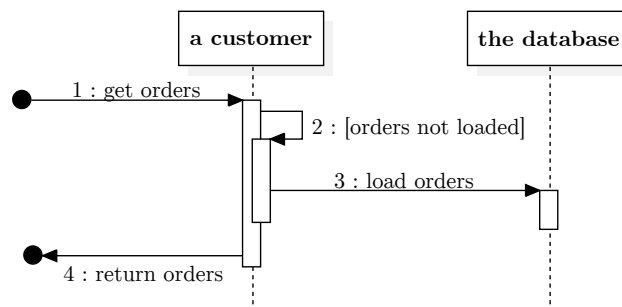 a customer
the database
1 : get orders
2 : [orders not loaded]
3 : load orders
4 : return orders